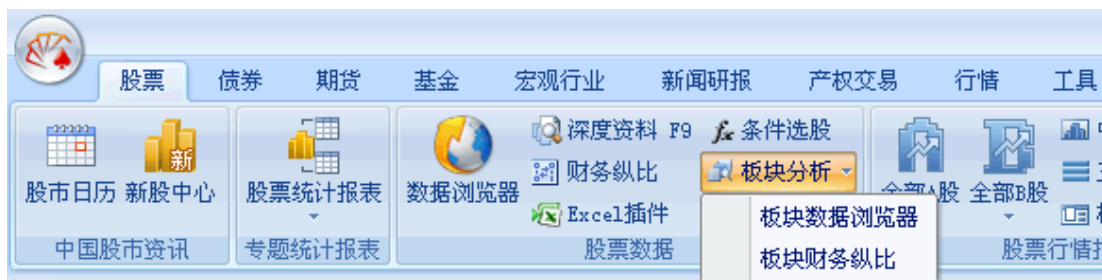 股票 债券 期货 基金 宏观行业 新闻研报 产权交易 行情 工具
深度资料 F9 条件选股
财务纵比 板块分析
股市日历 新股中心 股票统计报表 数据浏览器 全部A股 全部B股
Excel插件 板块数据浏览器
中国股市资讯 专题统计报表 股票数据 股票行情
板块财务纵比